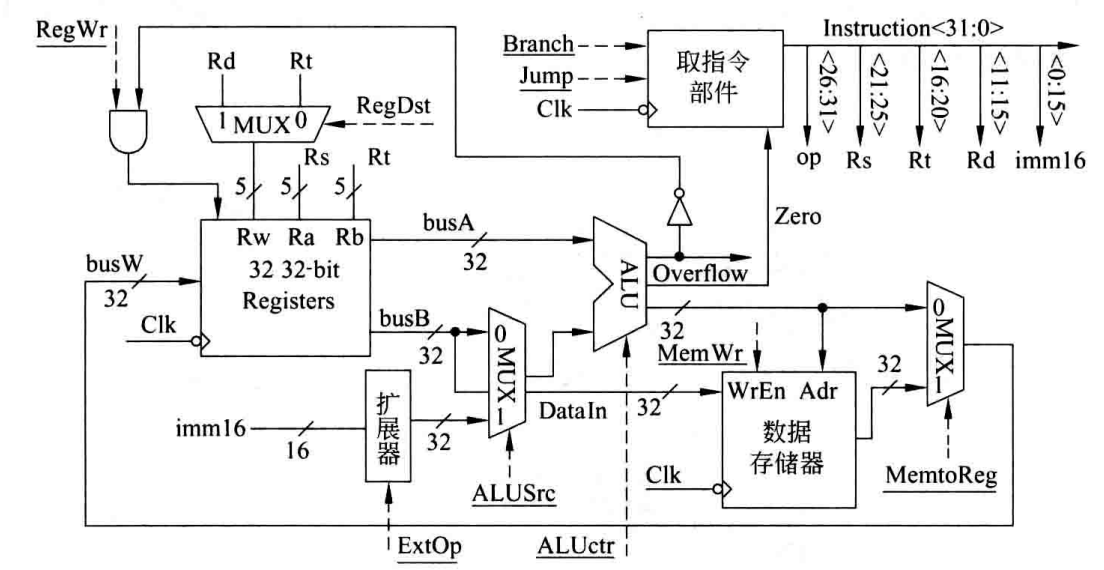 RegWr
Rd Rt
1 MUX 0
RegDst
Rs Rt
5 5 5
Rw Ra Rb
32 32-bit
Registers
busW
32
Clk
busA
32
busB
32
imm16
16
扩展器
32
ExtOp
0 MUX 1
ALUSrc
DataIn
32
ALU
ALUctr
Overflow
Zero
32
MemWr
WrEn Adr
数据
存储器
Clk
32
0 MUX 1
MemtoReg
Branch
Jump
Clk
取指令
部件
Instruction<31:0>
<26:31>
<21:25>
<16:20>
<11:15>
<0:15>
op Rs Rt Rd imm16